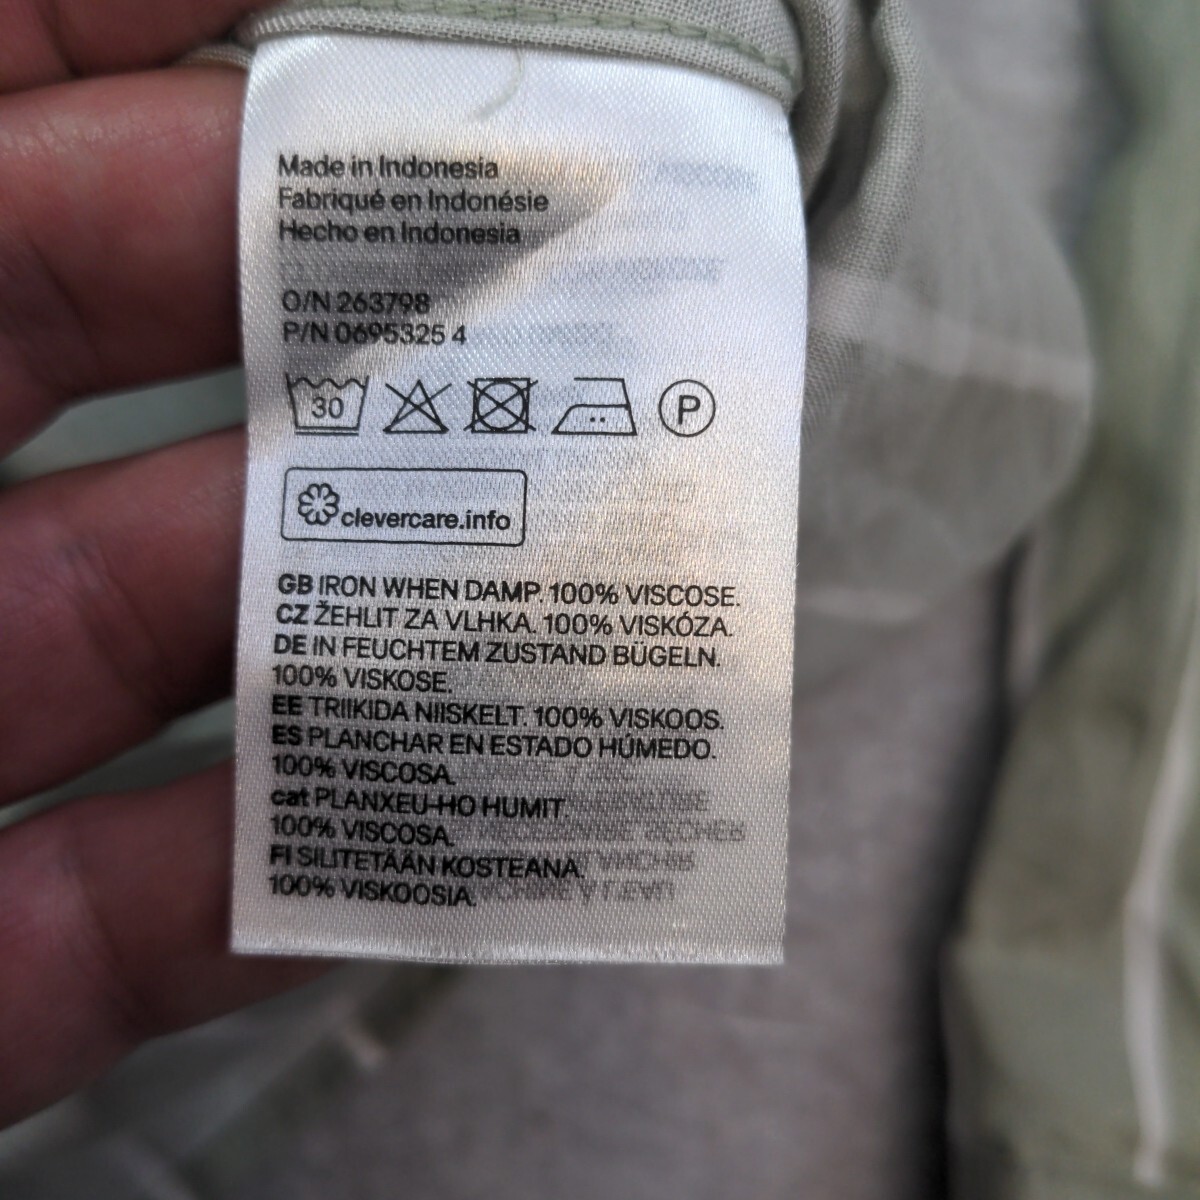 Made in Indonesia
Fabriqué en Indonésie
Hecho en Indonesia
O/N 263798
P/N 0695325 4
30
P
clevercare.info
GB IRON WHEN DAMP. 100% VISCOSE.
CZ ŽEHLIT ZA VLHKA. 100% VISKÓZA.
DE IN FEUCHTEM ZUSTAND BÜGELN.
100% VISKOSE.
EE TRIIKIDA NIISKELT. 100% VISKOOS.
ES PLANCHAR EN ESTADO HÚMEDO.
100% VISCOSA.
cat PLANXEU-HO HUMIT.
100% VISCOSA.
FI SILITETÄÄN KOSTEANA.
100% VISKOOSIA.